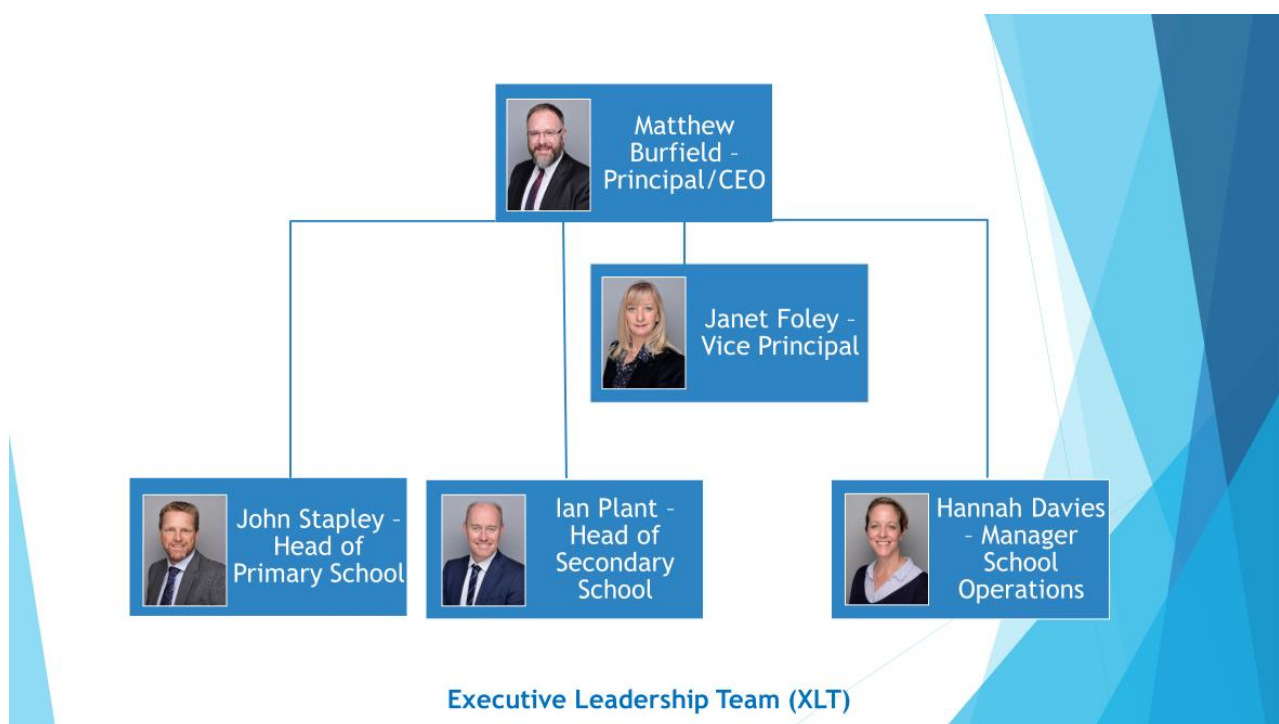 Matthew
Burfield –
Principal/CEO
Janet Foley –
Vice Principal
John Stapley –
Head of
Primary School
Ian Plant –
Head of
Secondary
School
Hannah Davies
– Manager
School
Operations
Executive Leadership Team (XLT)